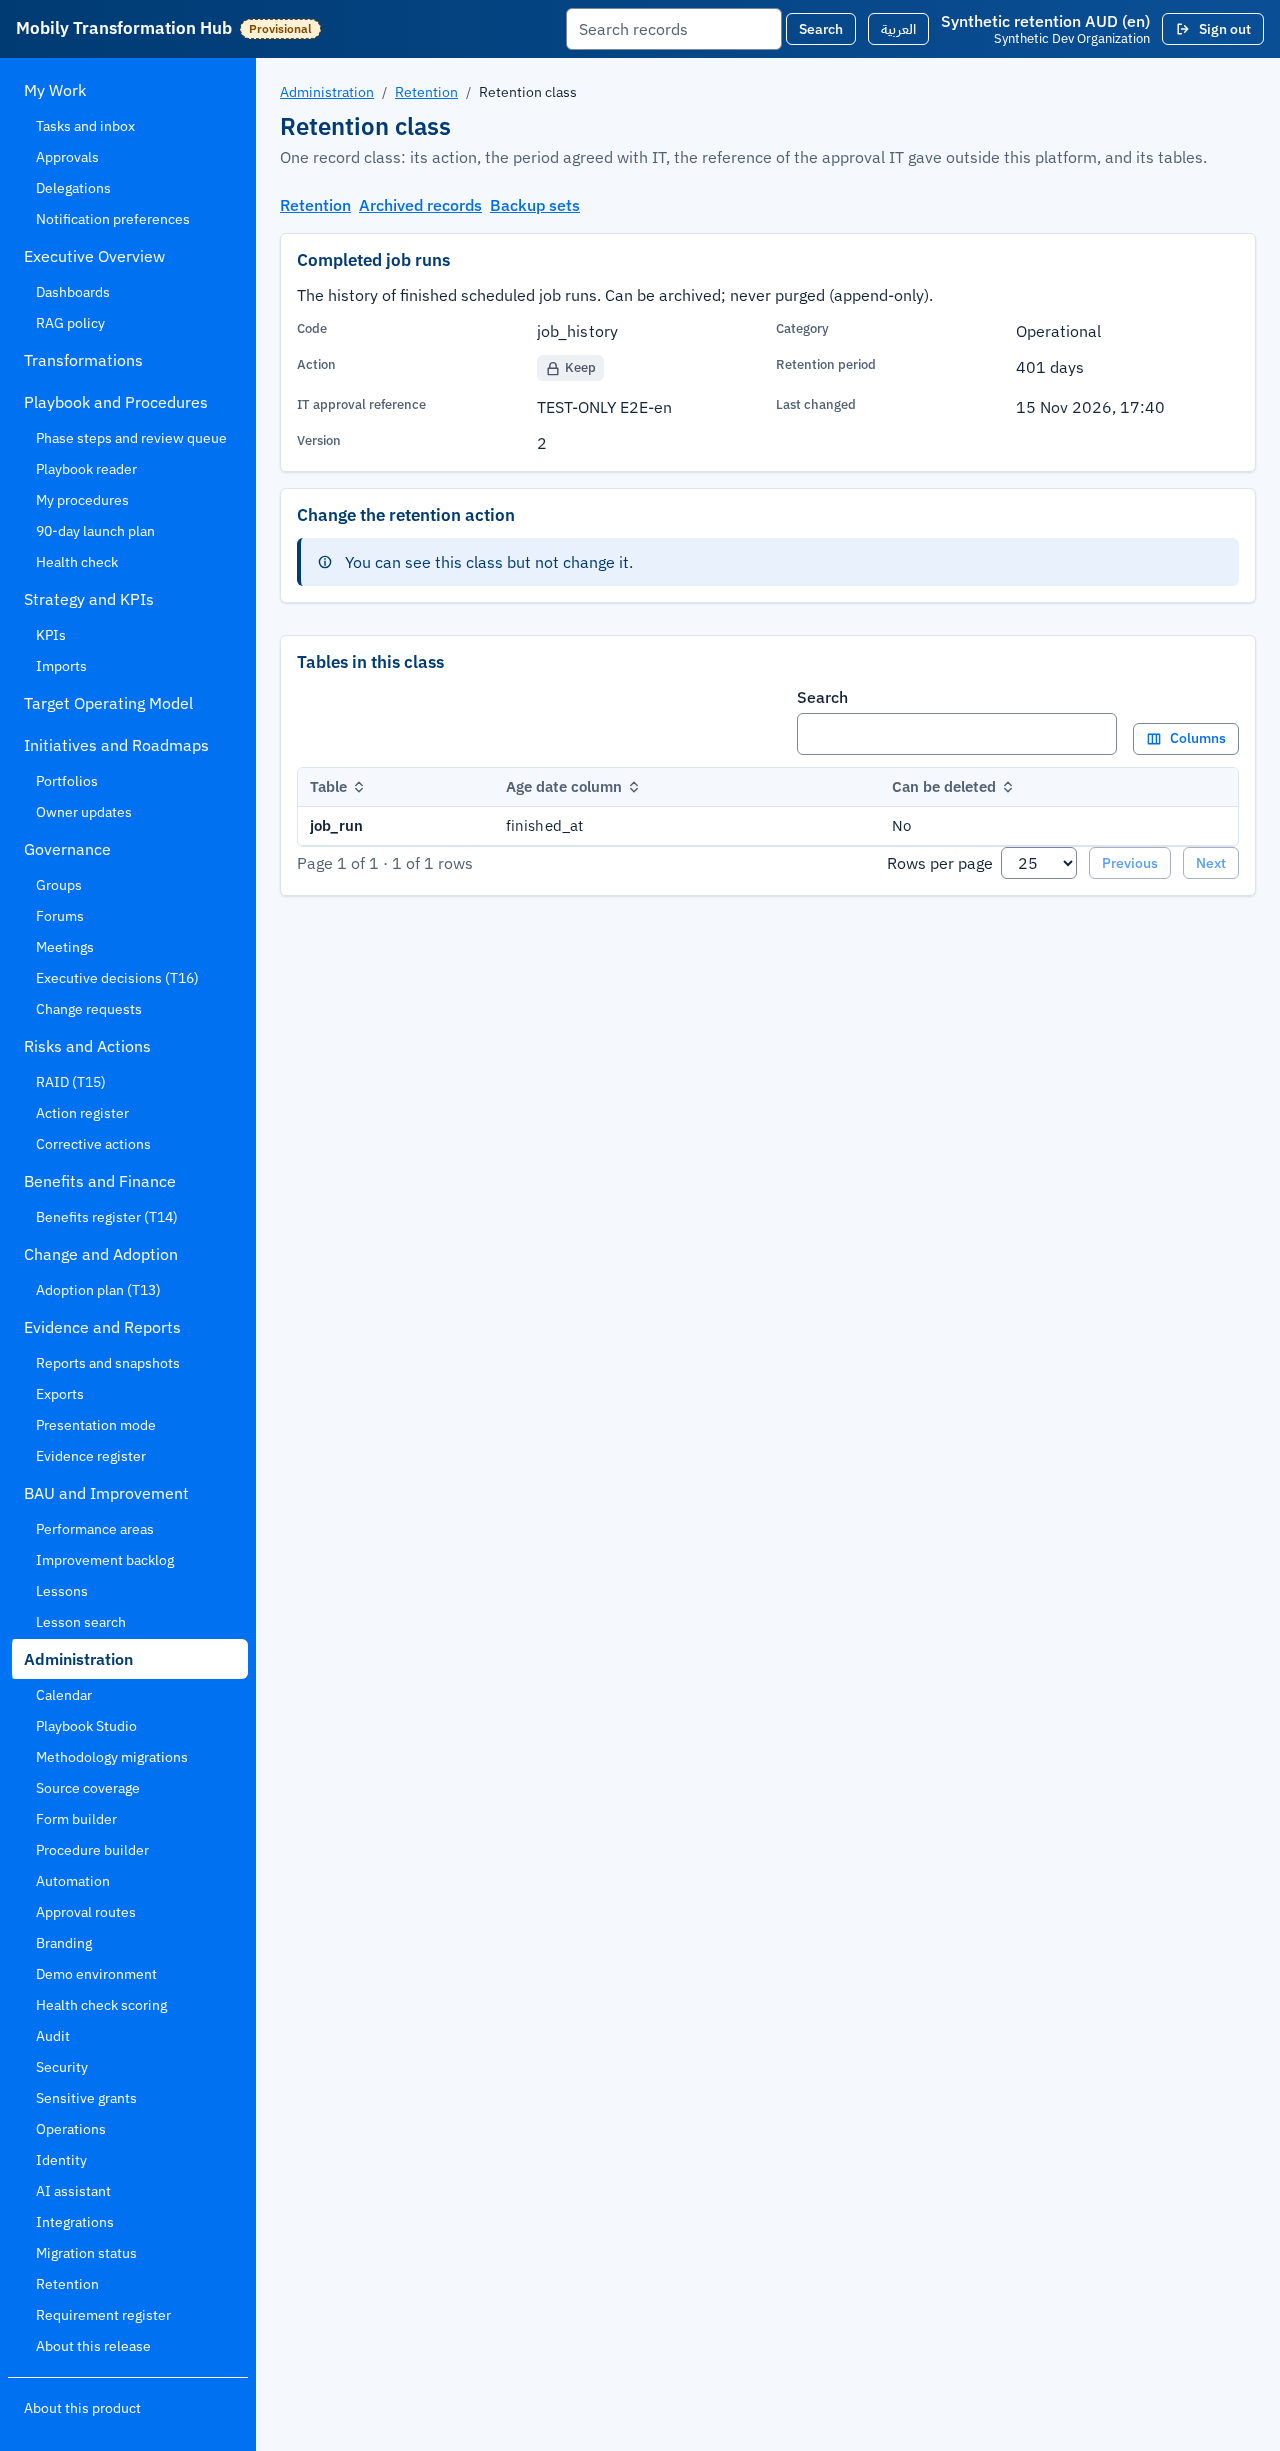 Mobily Transformation Hub Provisional
Search records
Search
العربية
Synthetic retention AUD (en)
Synthetic Dev Organization
Sign out
My Work
Tasks and inbox
Approvals
Delegations
Notification preferences
Executive Overview
Dashboards
RAG policy
Transformations
Playbook and Procedures
Phase steps and review queue
Playbook reader
My procedures
90-day launch plan
Health check
Strategy and KPIs
KPIs
Imports
Target Operating Model
Initiatives and Roadmaps
Portfolios
Owner updates
Governance
Groups
Forums
Meetings
Executive decisions (T16)
Change requests
Risks and Actions
RAID (T15)
Action register
Corrective actions
Benefits and Finance
Benefits register (T14)
Change and Adoption
Adoption plan (T13)
Evidence and Reports
Reports and snapshots
Exports
Presentation mode
Evidence register
BAU and Improvement
Performance areas
Improvement backlog
Lessons
Lesson search
Administration
Calendar
Playbook Studio
Methodology migrations
Source coverage
Form builder
Procedure builder
Automation
Approval routes
Branding
Demo environment
Health check scoring
Audit
Security
Sensitive grants
Operations
Identity
AI assistant
Integrations
Migration status
Retention
Requirement register
About this release
About this product
Administration / Retention / Retention class
Retention class
One record class: its action, the period agreed with IT, the reference of the approval IT gave outside this platform, and its tables.
Retention Archived records Backup sets
Completed job runs
The history of finished scheduled job runs. Can be archived; never purged (append-only).
Code job_history Category Operational
Action Keep Retention period 401 days
IT approval reference TEST-ONLY E2E-en Last changed 15 Nov 2026, 17:40
Version 2
Change the retention action
You can see this class but not change it.
Tables in this class
Search
Columns
Table Age date column Can be deleted
job_run finished_at No
Page 1 of 1 · 1 of 1 rows Rows per page 25 Previous Next